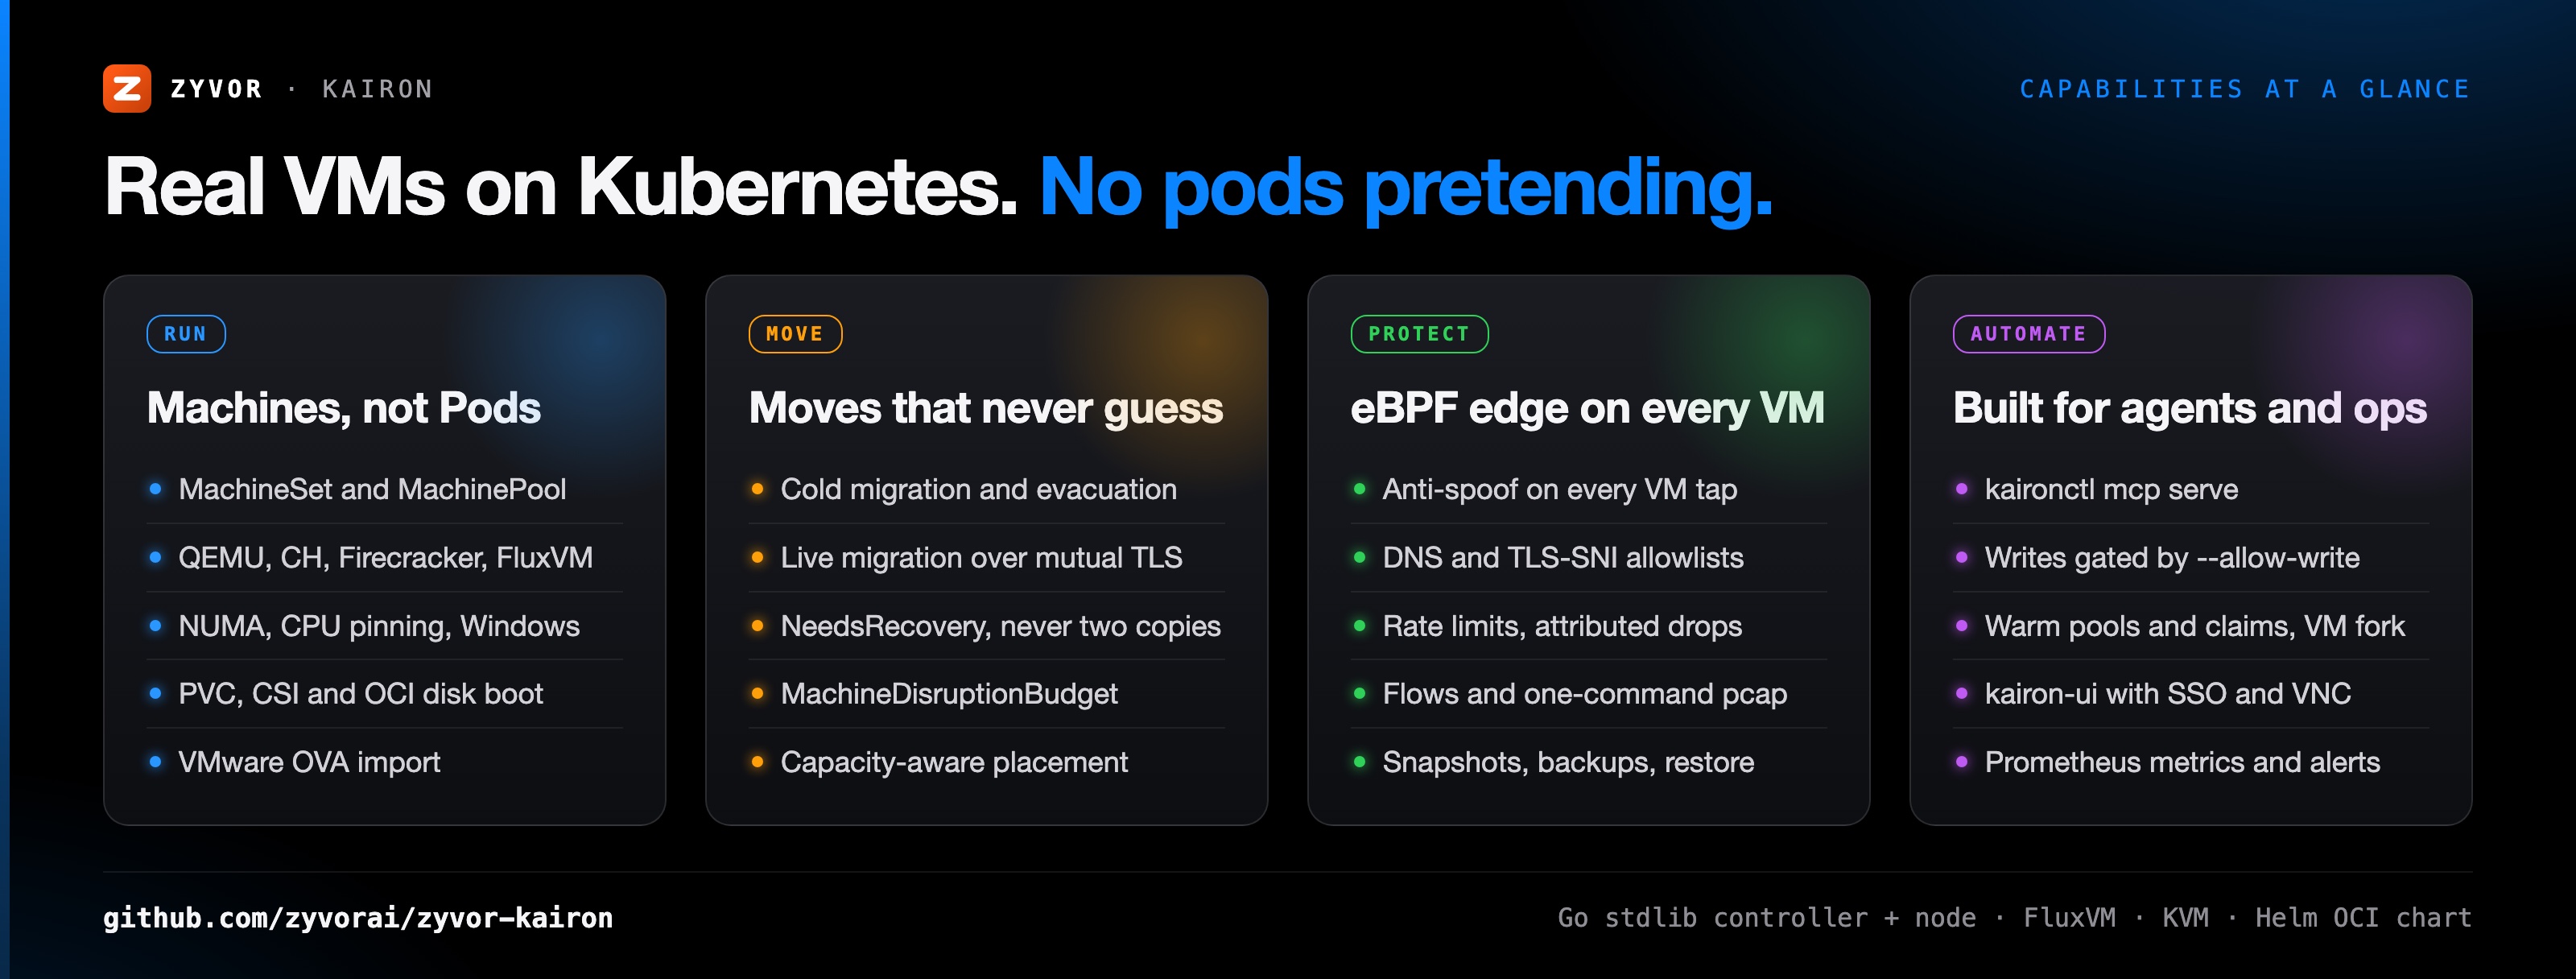 Z ZYVOR · KAIRON
CAPABILITIES AT A GLANCE
Real VMs on Kubernetes. No pods pretending.
RUN
Machines, not Pods
MachineSet and MachinePool
QEMU, CH, Firecracker, FluxVM
NUMA, CPU pinning, Windows
PVC, CSI and OCI disk boot
VMware OVA import
MOVE
Moves that never guess
Cold migration and evacuation
Live migration over mutual TLS
NeedsRecovery, never two copies
MachineDisruptionBudget
Capacity-aware placement
PROTECT
eBPF edge on every VM
Anti-spoof on every VM tap
DNS and TLS-SNI allowlists
Rate limits, attributed drops
Flows and one-command pcap
Snapshots, backups, restore
AUTOMATE
Built for agents and ops
kaironctl mcp serve
Writes gated by --allow-write
Warm pools and claims, VM fork
kairon-ui with SSO and VNC
Prometheus metrics and alerts
github.com/zyvorai/zyvor-kairon
Go stdlib controller + node · FluxVM · KVM · Helm OCI chart